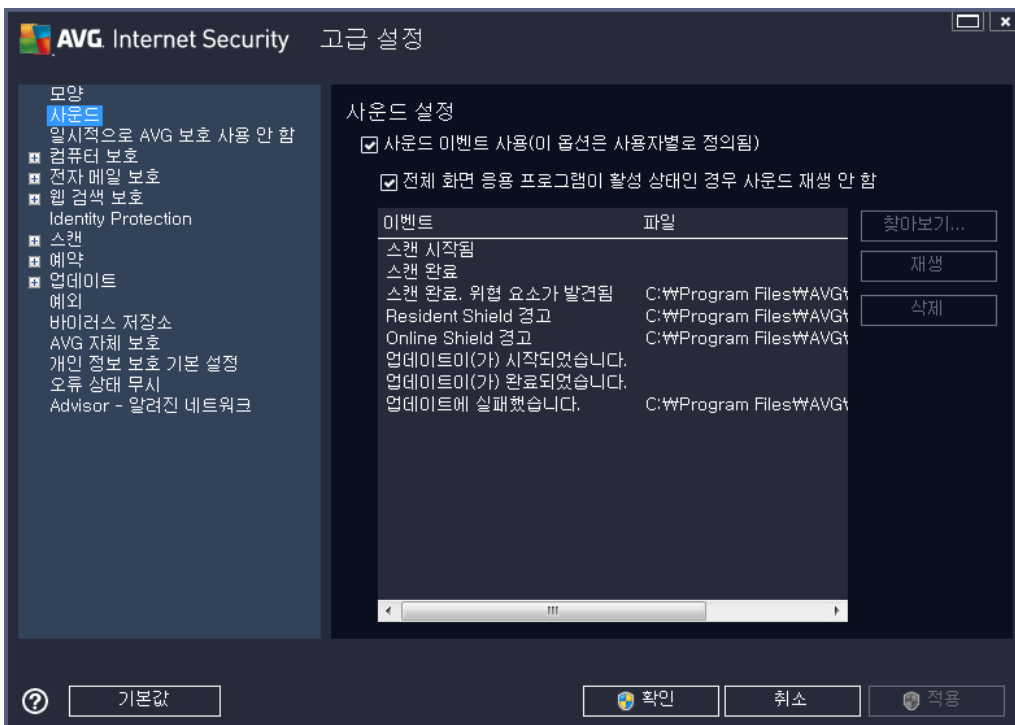 AVG. Internet Security 고급 설정
모양
사운드
일시적으로 AVG 보호 사용 안 함
컴퓨터 보호
전자 메일 보호
웹 검색 보호
Identity Protection
스캔
예약
업데이트
예외
바이러스 저장소
AVG 자체 보호
개인 정보 보호 기본 설정
오류 상태 무시
Advisor - 알려진 네트워크
사운드 설정
사운드 이벤트 사용(이 옵션은 사용자별로 정의됨)
전체 화면 응용 프로그램이 활성 상태인 경우 사운드 재생 안 함
이벤트 파일
스캔 시작됨
스캔 완료
스캔 완료. 위협 요소가 발견됨 C:₩Program Files₩AVG₩
Resident Shield 경고 C:₩Program Files₩AVG₩
Online Shield 경고 C:₩Program Files₩AVG₩
업데이트이(가) 시작되었습니다.
업데이트이(가) 완료되었습니다.
업데이트에 실패했습니다. C:₩Program Files₩AVG₩
찾아보기...
재생
삭제
기본값
확인
취소
적용